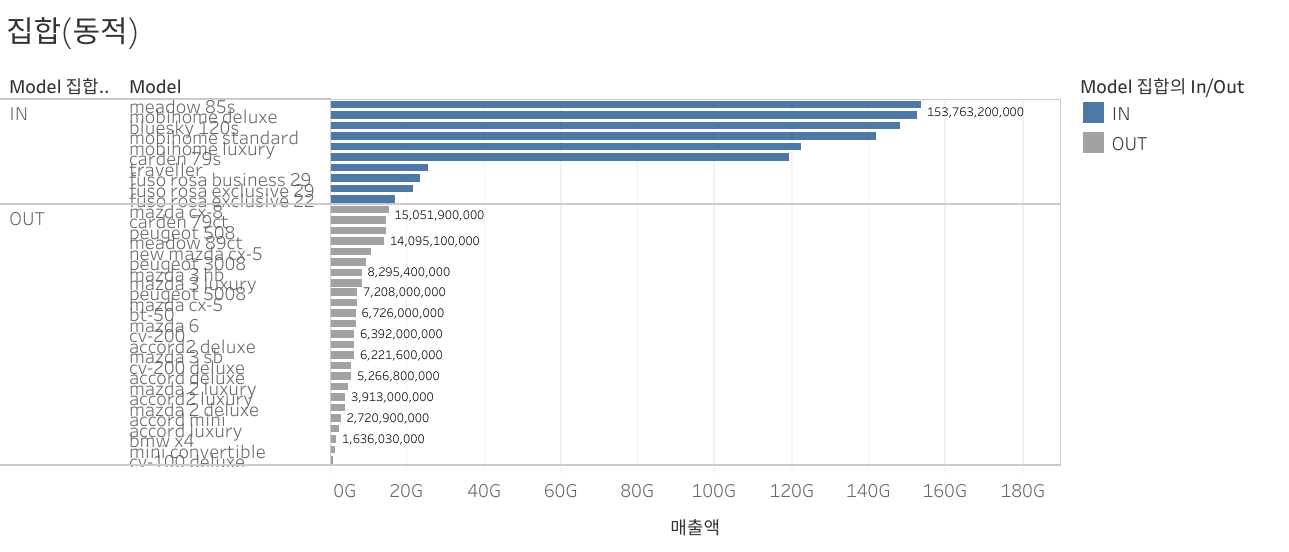 집합(동적)
Model 집합.. Model
Model 집합의 In/Out
IN
OUT
IN
meadow 85s
mobihome deluxe
153,763,200,000
bluesky 120s
mobihome standard
mobihome luxury
carden 79s
traveller
fuso rosa business 29
fuso rosa exclusive 29
fuso rosa exclusive 22
OUT
mazda cx-8
15,051,900,000
carden 79ct
peugeot 508
meadow 89ct
14,095,100,000
new mazda cx-5
peugeot 3008
mazda 3 hb
8,295,400,000
mazda 3 luxury
peugeot 5008
7,208,000,000
mazda cx-5
bt-50
6,726,000,000
mazda 6
cv-200
6,392,000,000
accord2 deluxe
mazda 3 sb
6,221,600,000
cv-200 deluxe
accord deluxe
5,266,800,000
mazda 2 luxury
accord2 luxury
3,913,000,000
mazda 2 deluxe
accord mini
2,720,900,000
accord luxury
bmw x4
1,636,030,000
mini convertible
cv-100 deluxe
0G 20G 40G 60G 80G 100G 120G 140G 160G 180G
매출액